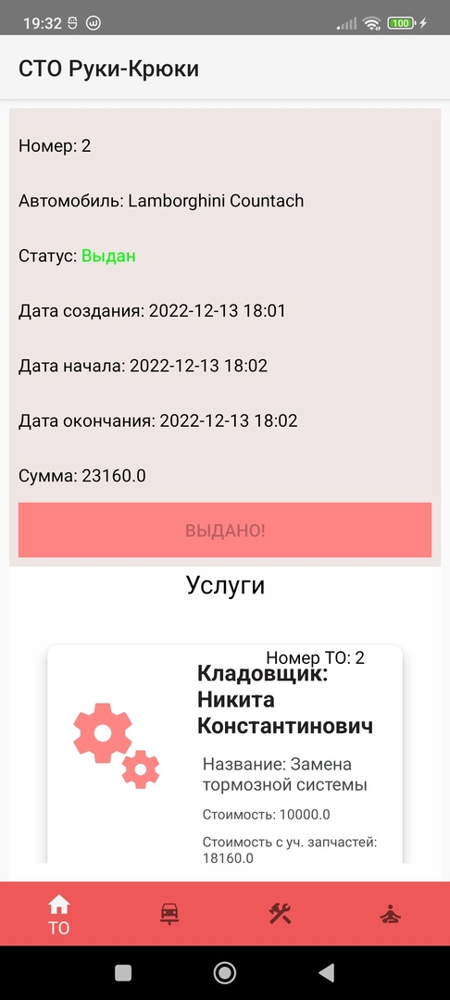 19:32
100
СТО Руки-Крюки
Номер: 2
Автомобиль: Lamborghini Countach
Статус: Выдан
Дата создания: 2022-12-13 18:01
Дата начала: 2022-12-13 18:02
Дата окончания: 2022-12-13 18:02
Сумма: 23160.0
ВЫДАНО!
Услуги
Номер ТО: 2
Кладовщик:
Никита
Константинович
Название: Замена
тормозной системы
Стоимость: 10000.0
Стоимость с уч. запчастей:
18160.0
ТО